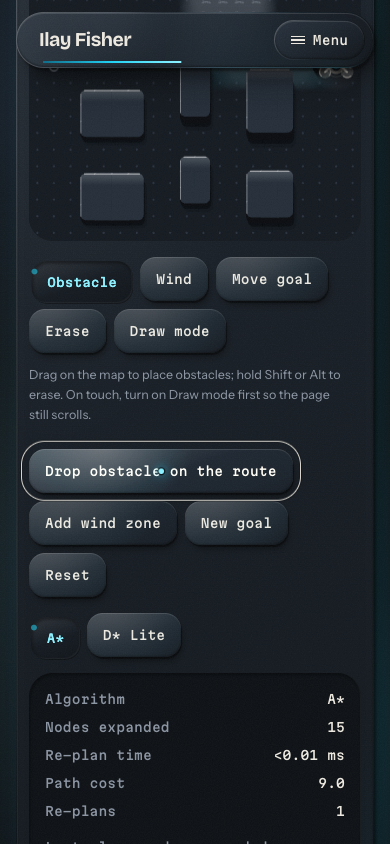 Ilay Fisher
Menu
Obstacle
Wind
Move goal
Erase
Draw mode
Drag on the map to place obstacles; hold Shift or Alt to
erase. On touch, turn on Draw mode first so the page
still scrolls.
Drop obstacle on the route
Add wind zone
New goal
Reset
A*
D* Lite
Algorithm A*
Nodes expanded 15
Re-plan time <0.01 ms
Path cost 9.0
Re-plans 1